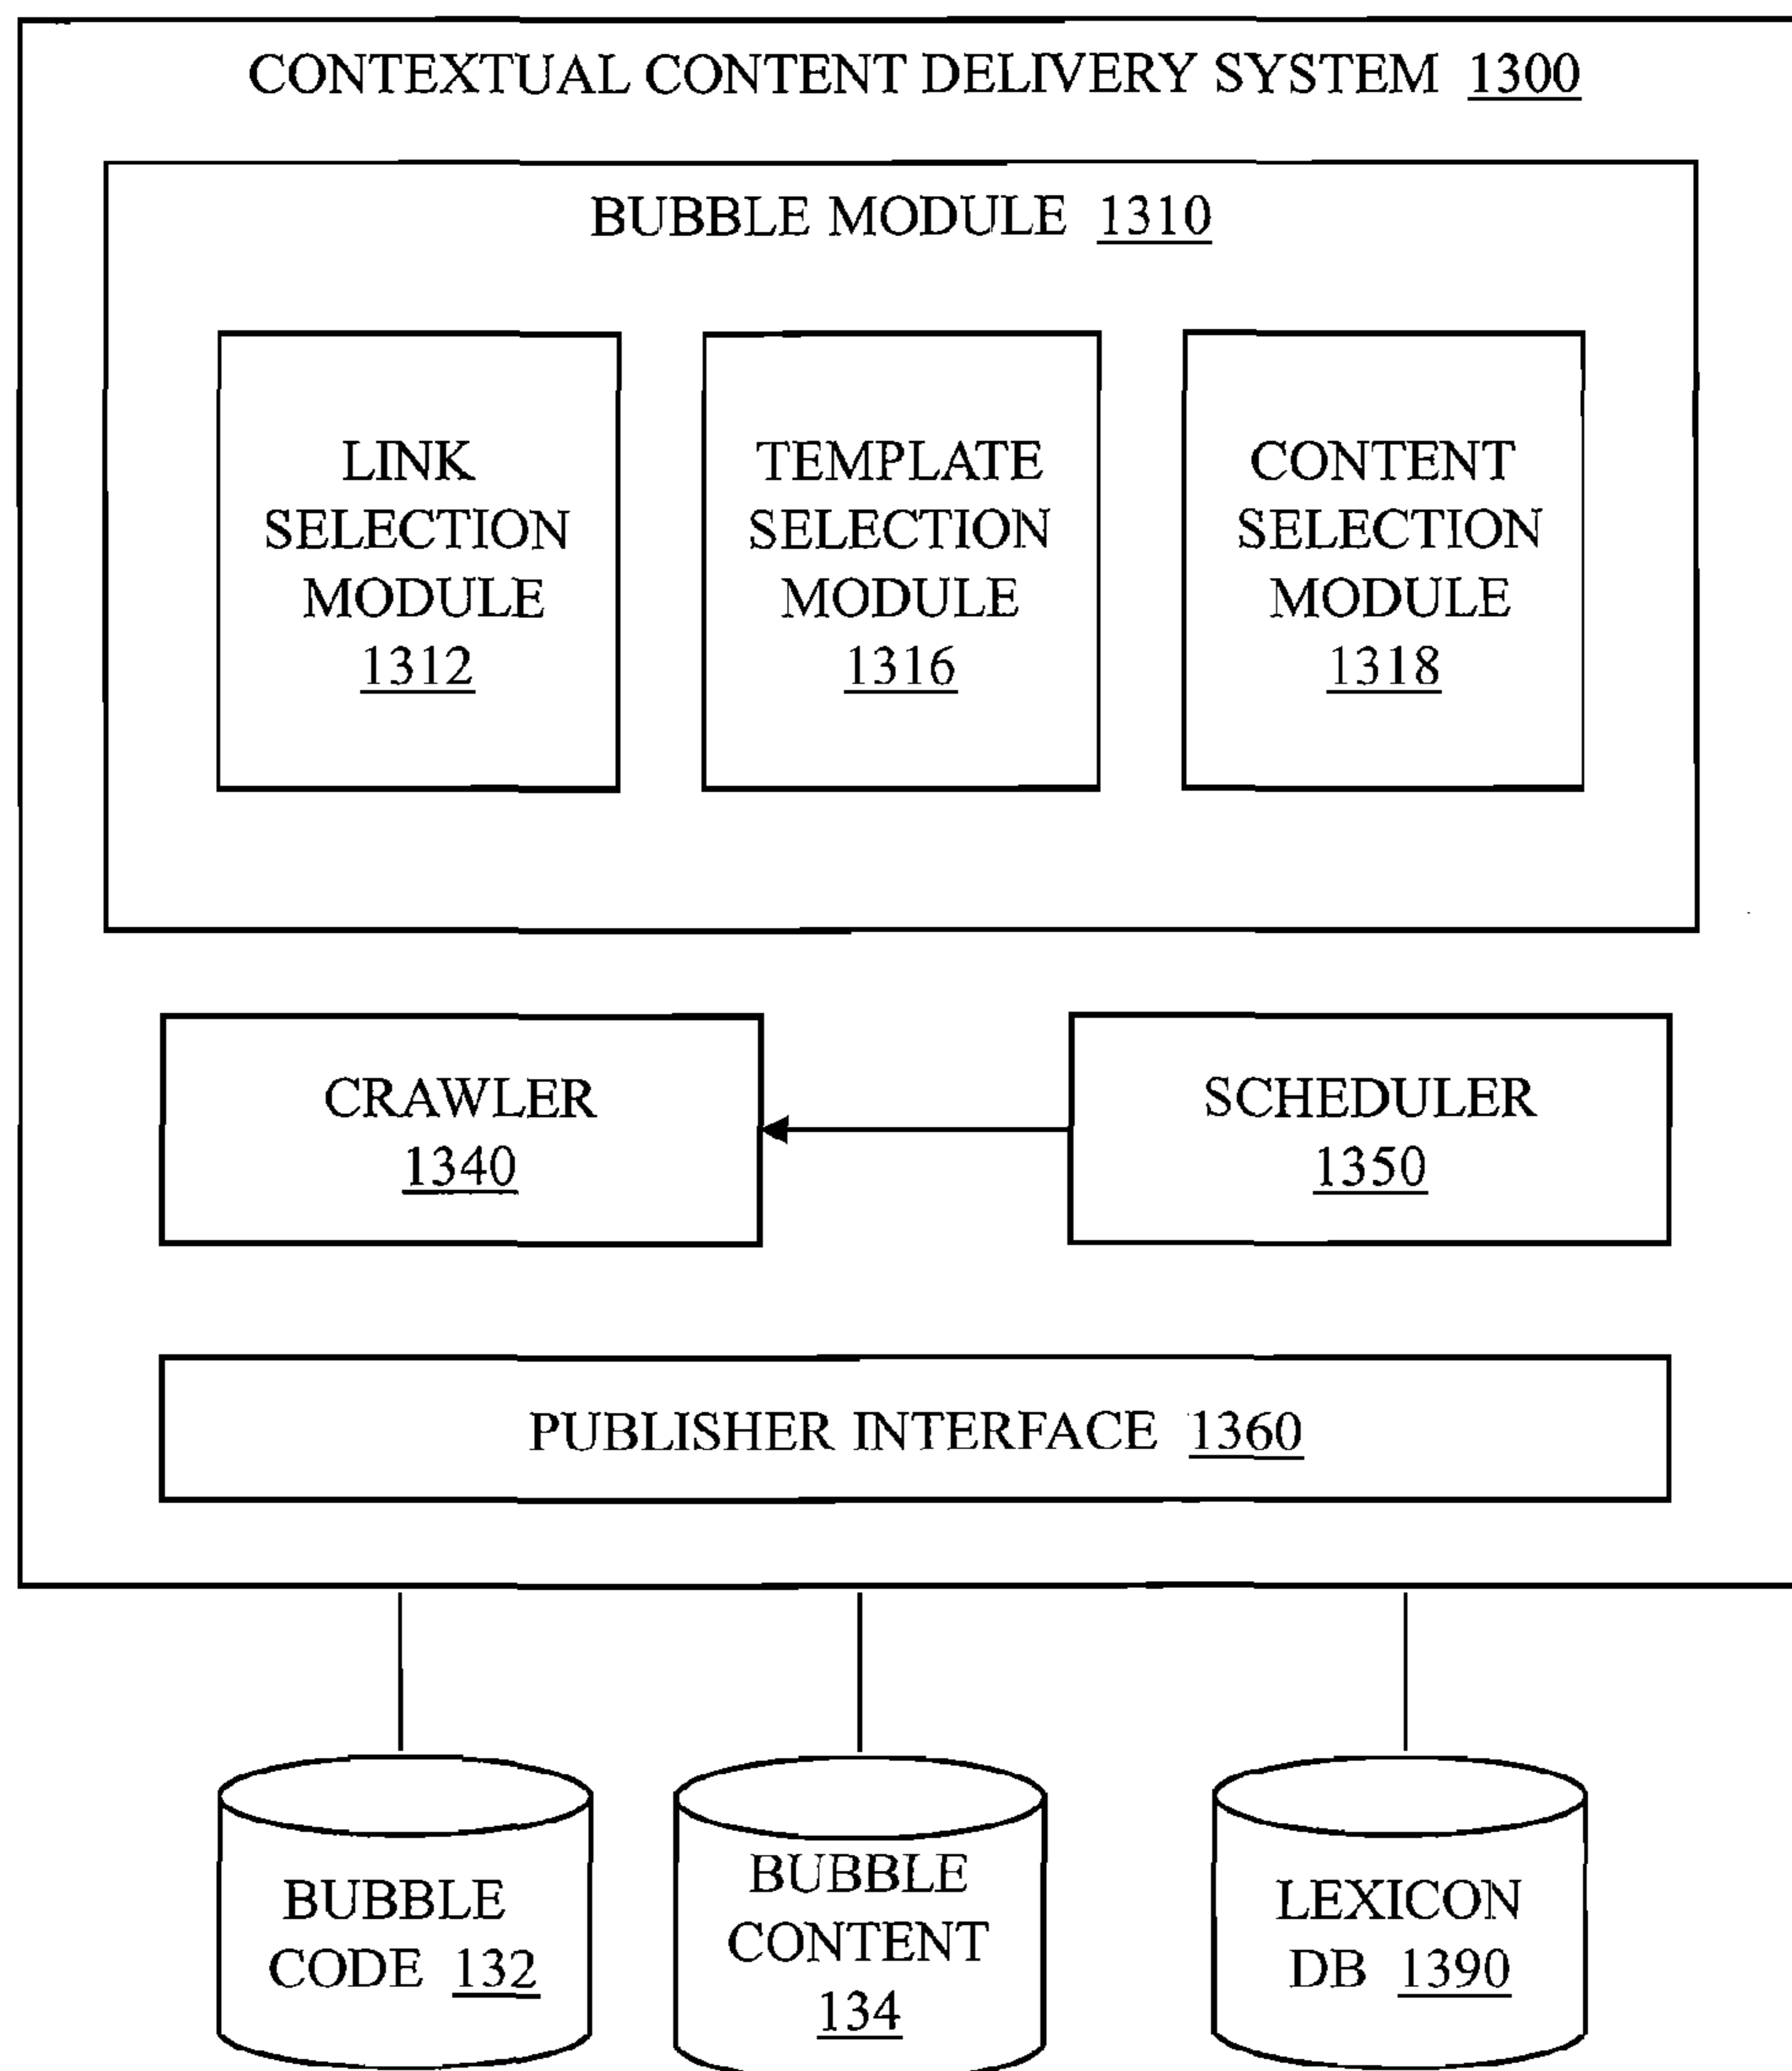 CONTEXTUAL CONTENT DELIVERY SYSTEM 1300
BUBBLE MODULE 1310
LINK
SELECTION
MODULE
1312
TEMPLATE
SELECTION
MODULE
1316
CONTENT
SELECTION
MODULE
1318
CRAWLER
1340
SCHEDULER
1350
PUBLISHER INTERFACE 1360
BUBBLE
CODE 132
BUBBLE
CONTENT
134
LEXICON
DB 1390